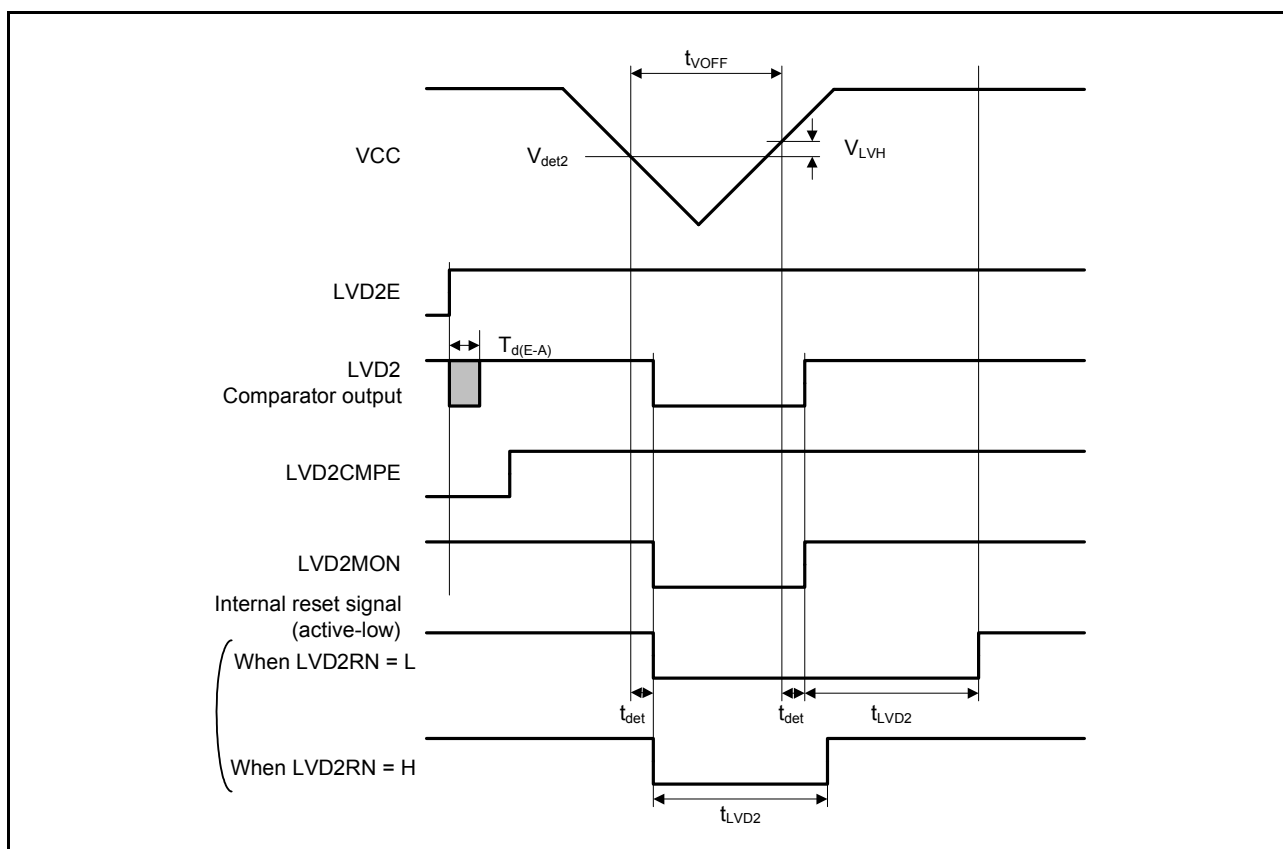 tVOFF
VCC
Vdet2
VLVH
LVD2E
Td(E-A)
LVD2
Comparator output
LVD2CMPE
LVD2MON
Internal reset signal
(active-low)
When LVD2RN = L
tdet
tdet
tLVD2
When LVD2RN = H
tLVD2